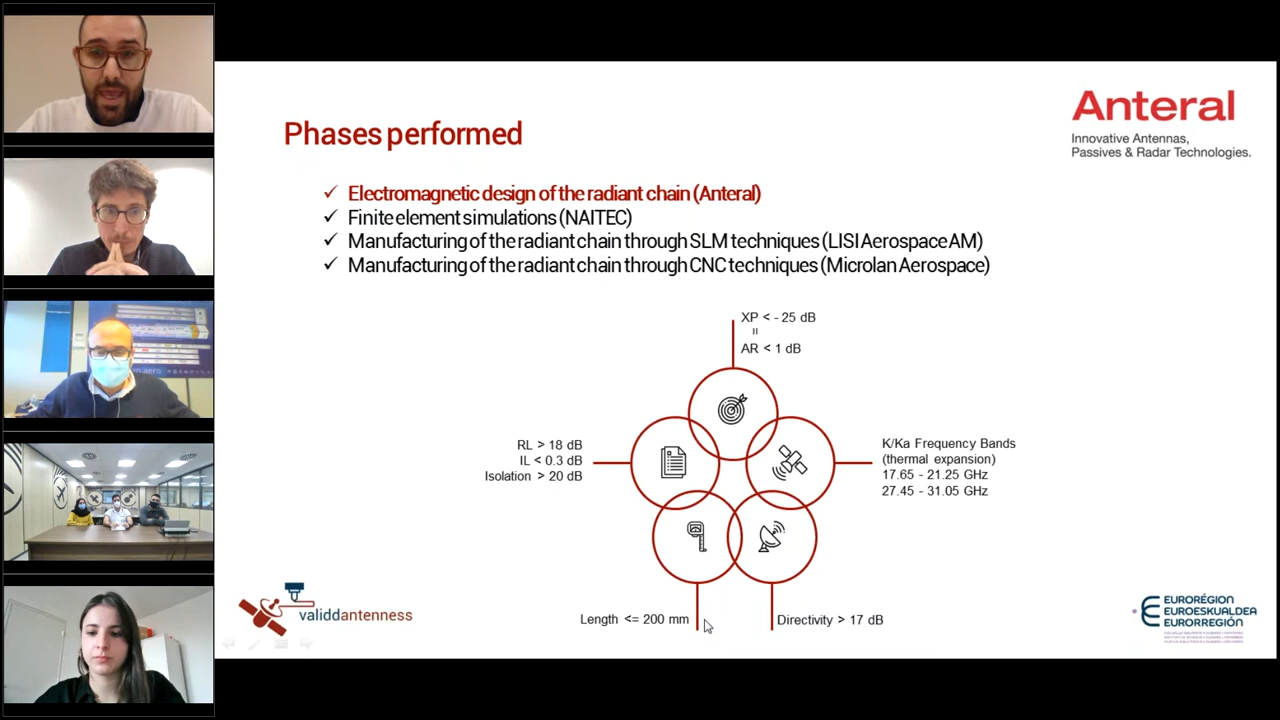 Phases performed
Anteral
Innovative Antennas,
Passives & Radar Technologies.
✓ Electromagnetic design of the radiant chain (Anteral)
✓ Finite element simulations (NAITEC)
✓ Manufacturing of the radiant chain through SLM techniques (LISI Aerospace AM)
✓ Manufacturing of the radiant chain through CNC techniques (Microlan Aerospace)
XP < - 25 dB
=
AR < 1 dB
RL > 18 dB
IL < 0.3 dB
Isolation > 20 dB
K/Ka Frequency Bands
(thermal expansion)
17.65 - 21.25 GHz
27.45 - 31.05 GHz
Length <= 200 mm
Directivity > 17 dB
validdantenness
EURORÉGION
EUROESKUALDEA
EURORREGIÓN